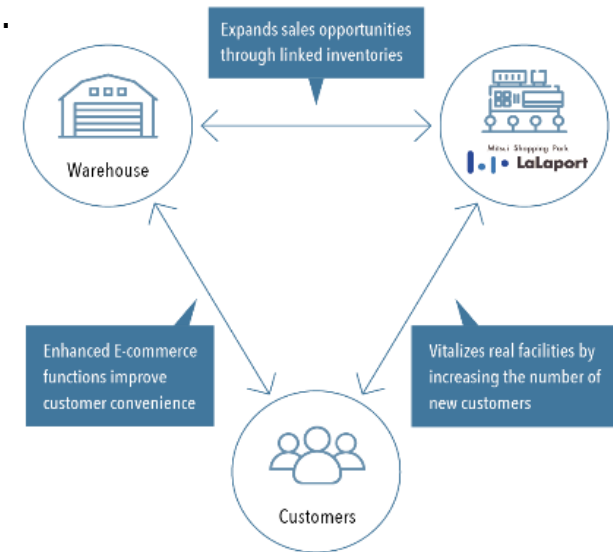 Expands sales opportunities
through linked inventories
Warehouse
Mitsui Shopping Park
LaLaport
Enhanced E-commerce
functions improve
customer convenience
Vitalizes real facilities by
increasing the number of
new customers
Customers